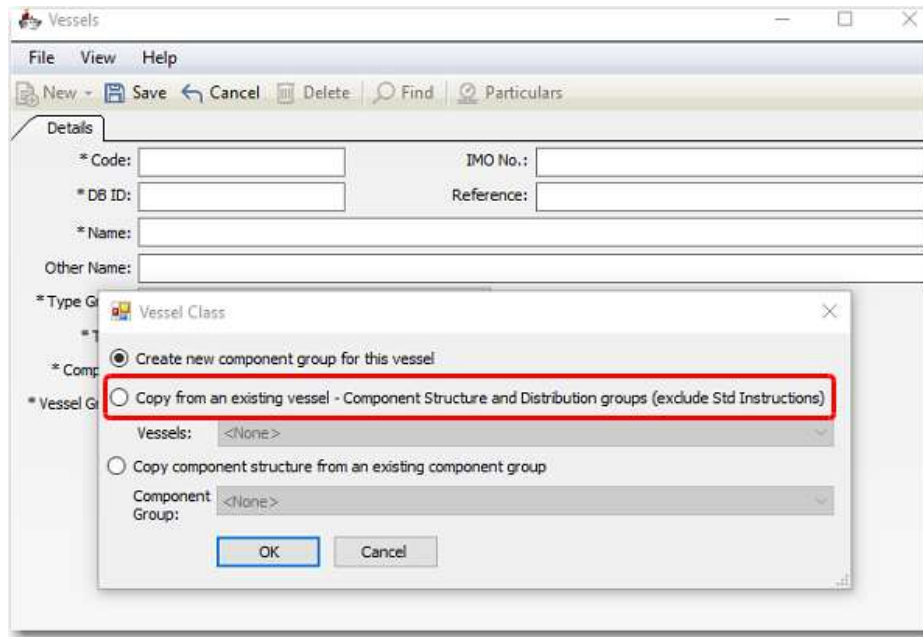 Vessels
File View Help
New Save Cancel Delete Find Particulars
Details
* Code: IMO No.:
* DB ID: Reference:
* Name:
Other Name:
* Type Gr
Vessel Class
* T
Create new component group for this vessel
* Comp
Copy from an existing vessel - Component Structure and Distribution groups (exclude Std Instructions)
* Vessel Gr
Vessels: <None>
Copy component structure from an existing component group
Component Group: <None>
OK Cancel